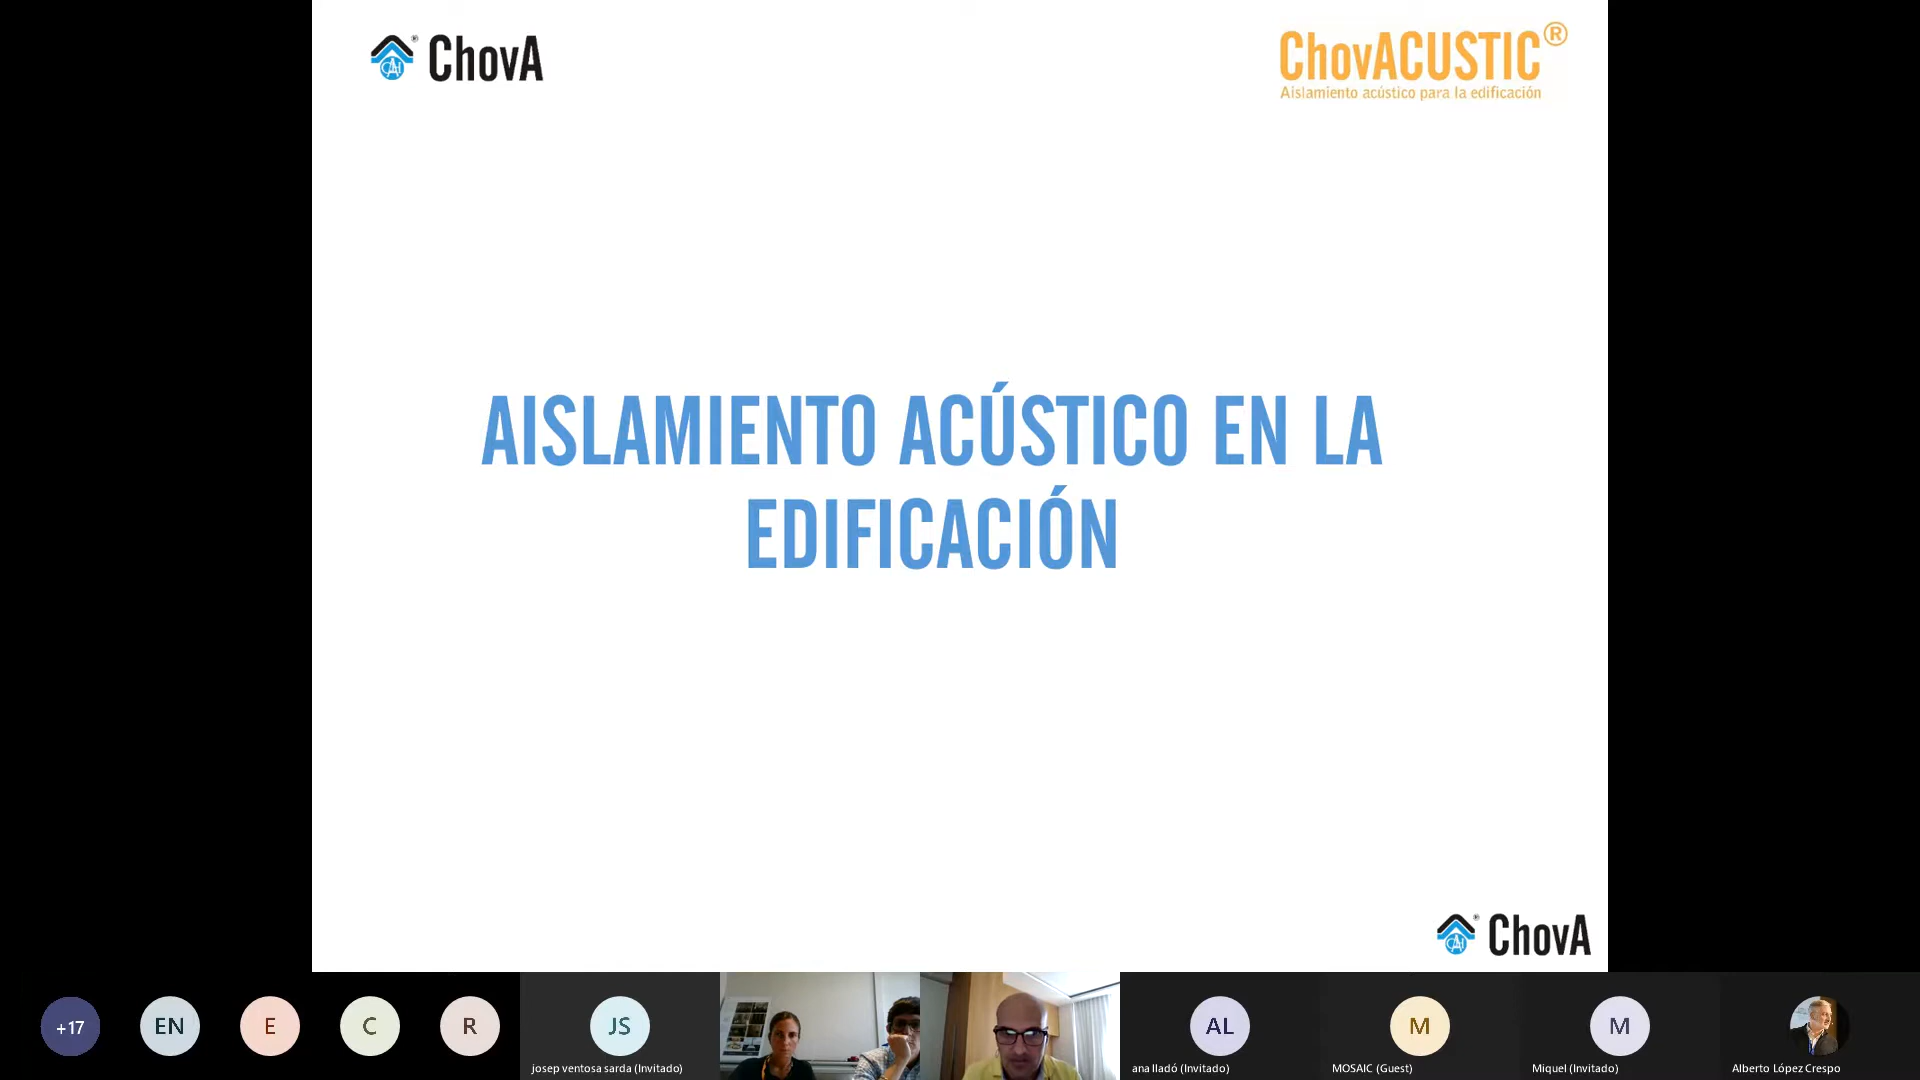 ChovA
ChovACUSTIC®
Aislamiento acústico para la edificación
AISLAMIENTO ACÚSTICO EN LA
EDIFICACIÓN
ChovA
+17
EN
E
C
R
JS
josep ventosa sarda (Invitado)
AL
ana lladó (Invitado)
M
MOSAIC (Guest)
M
Miquel (Invitado)
Alberto López Crespo